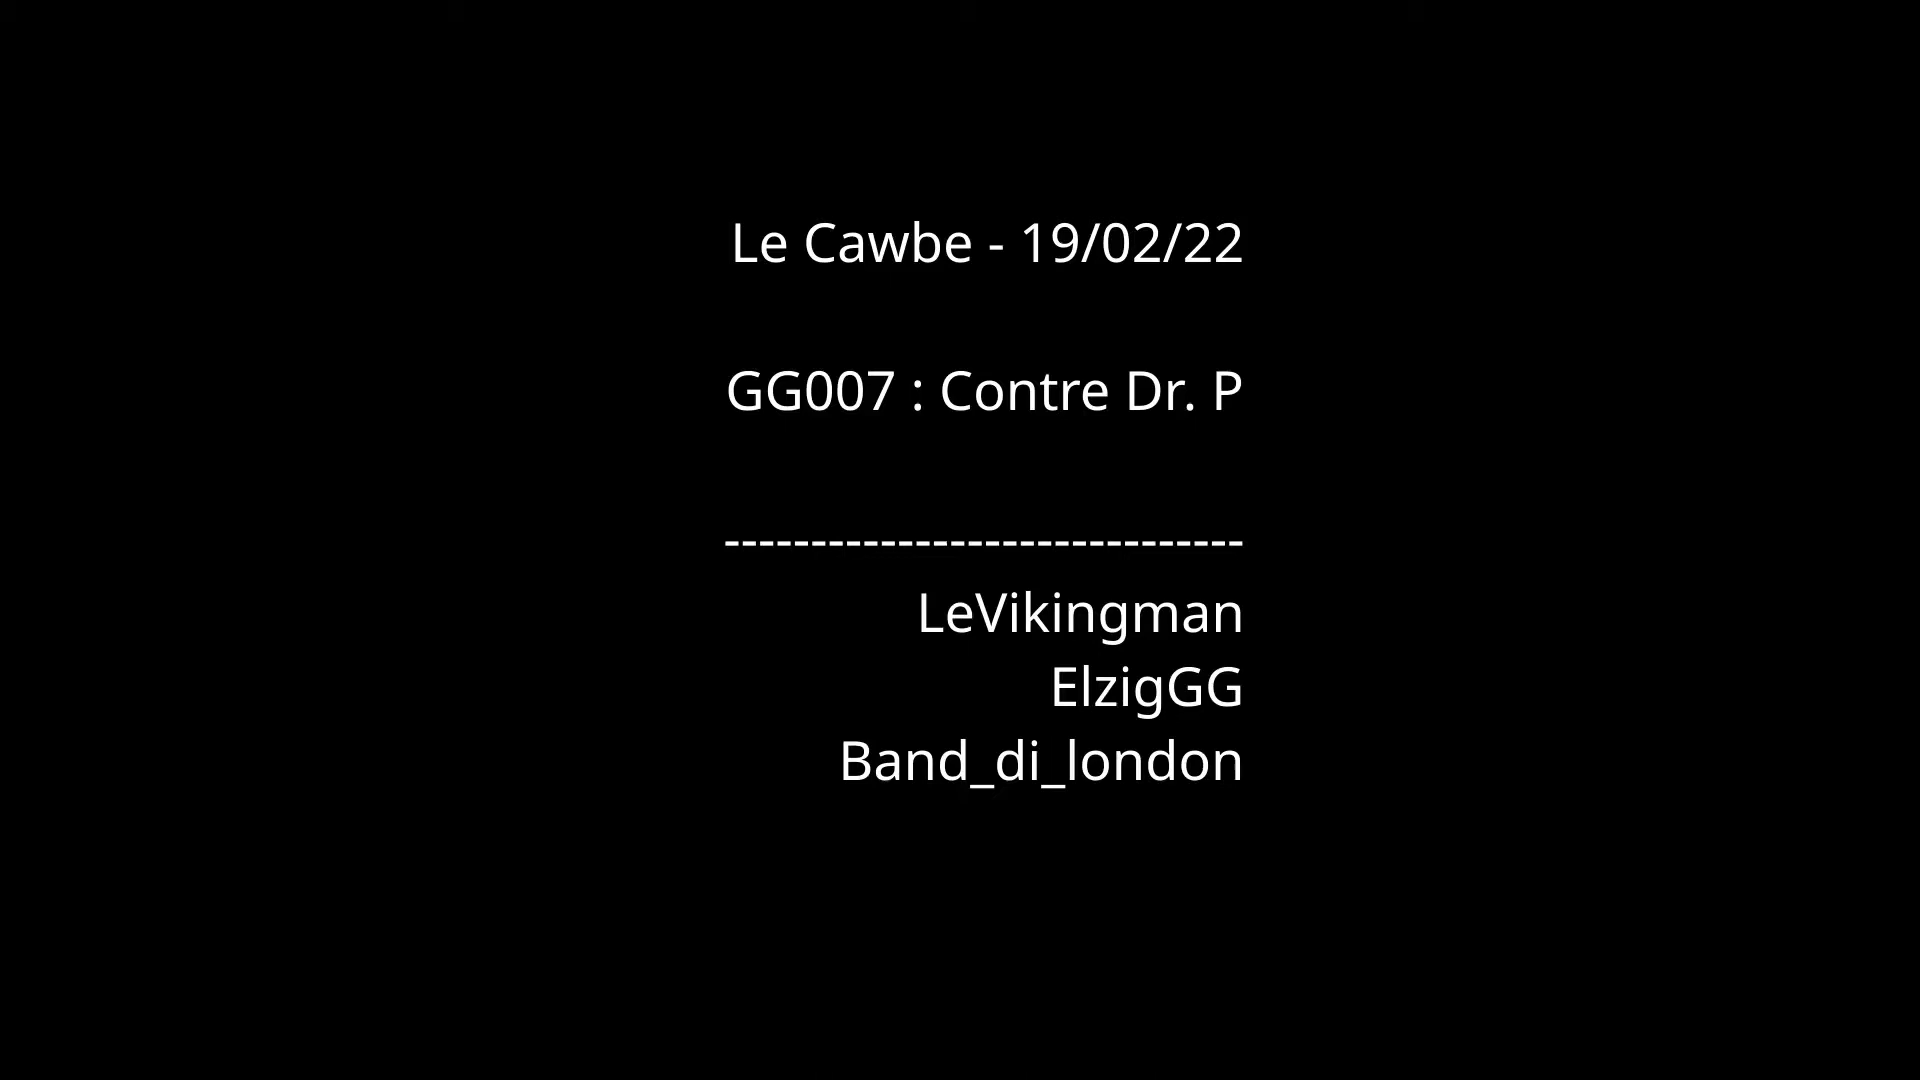 Le Cawbe - 19/02/22
GG007 : Contre Dr. P
------------------------------
LeVikingman
ElzigGG
Band_di_london